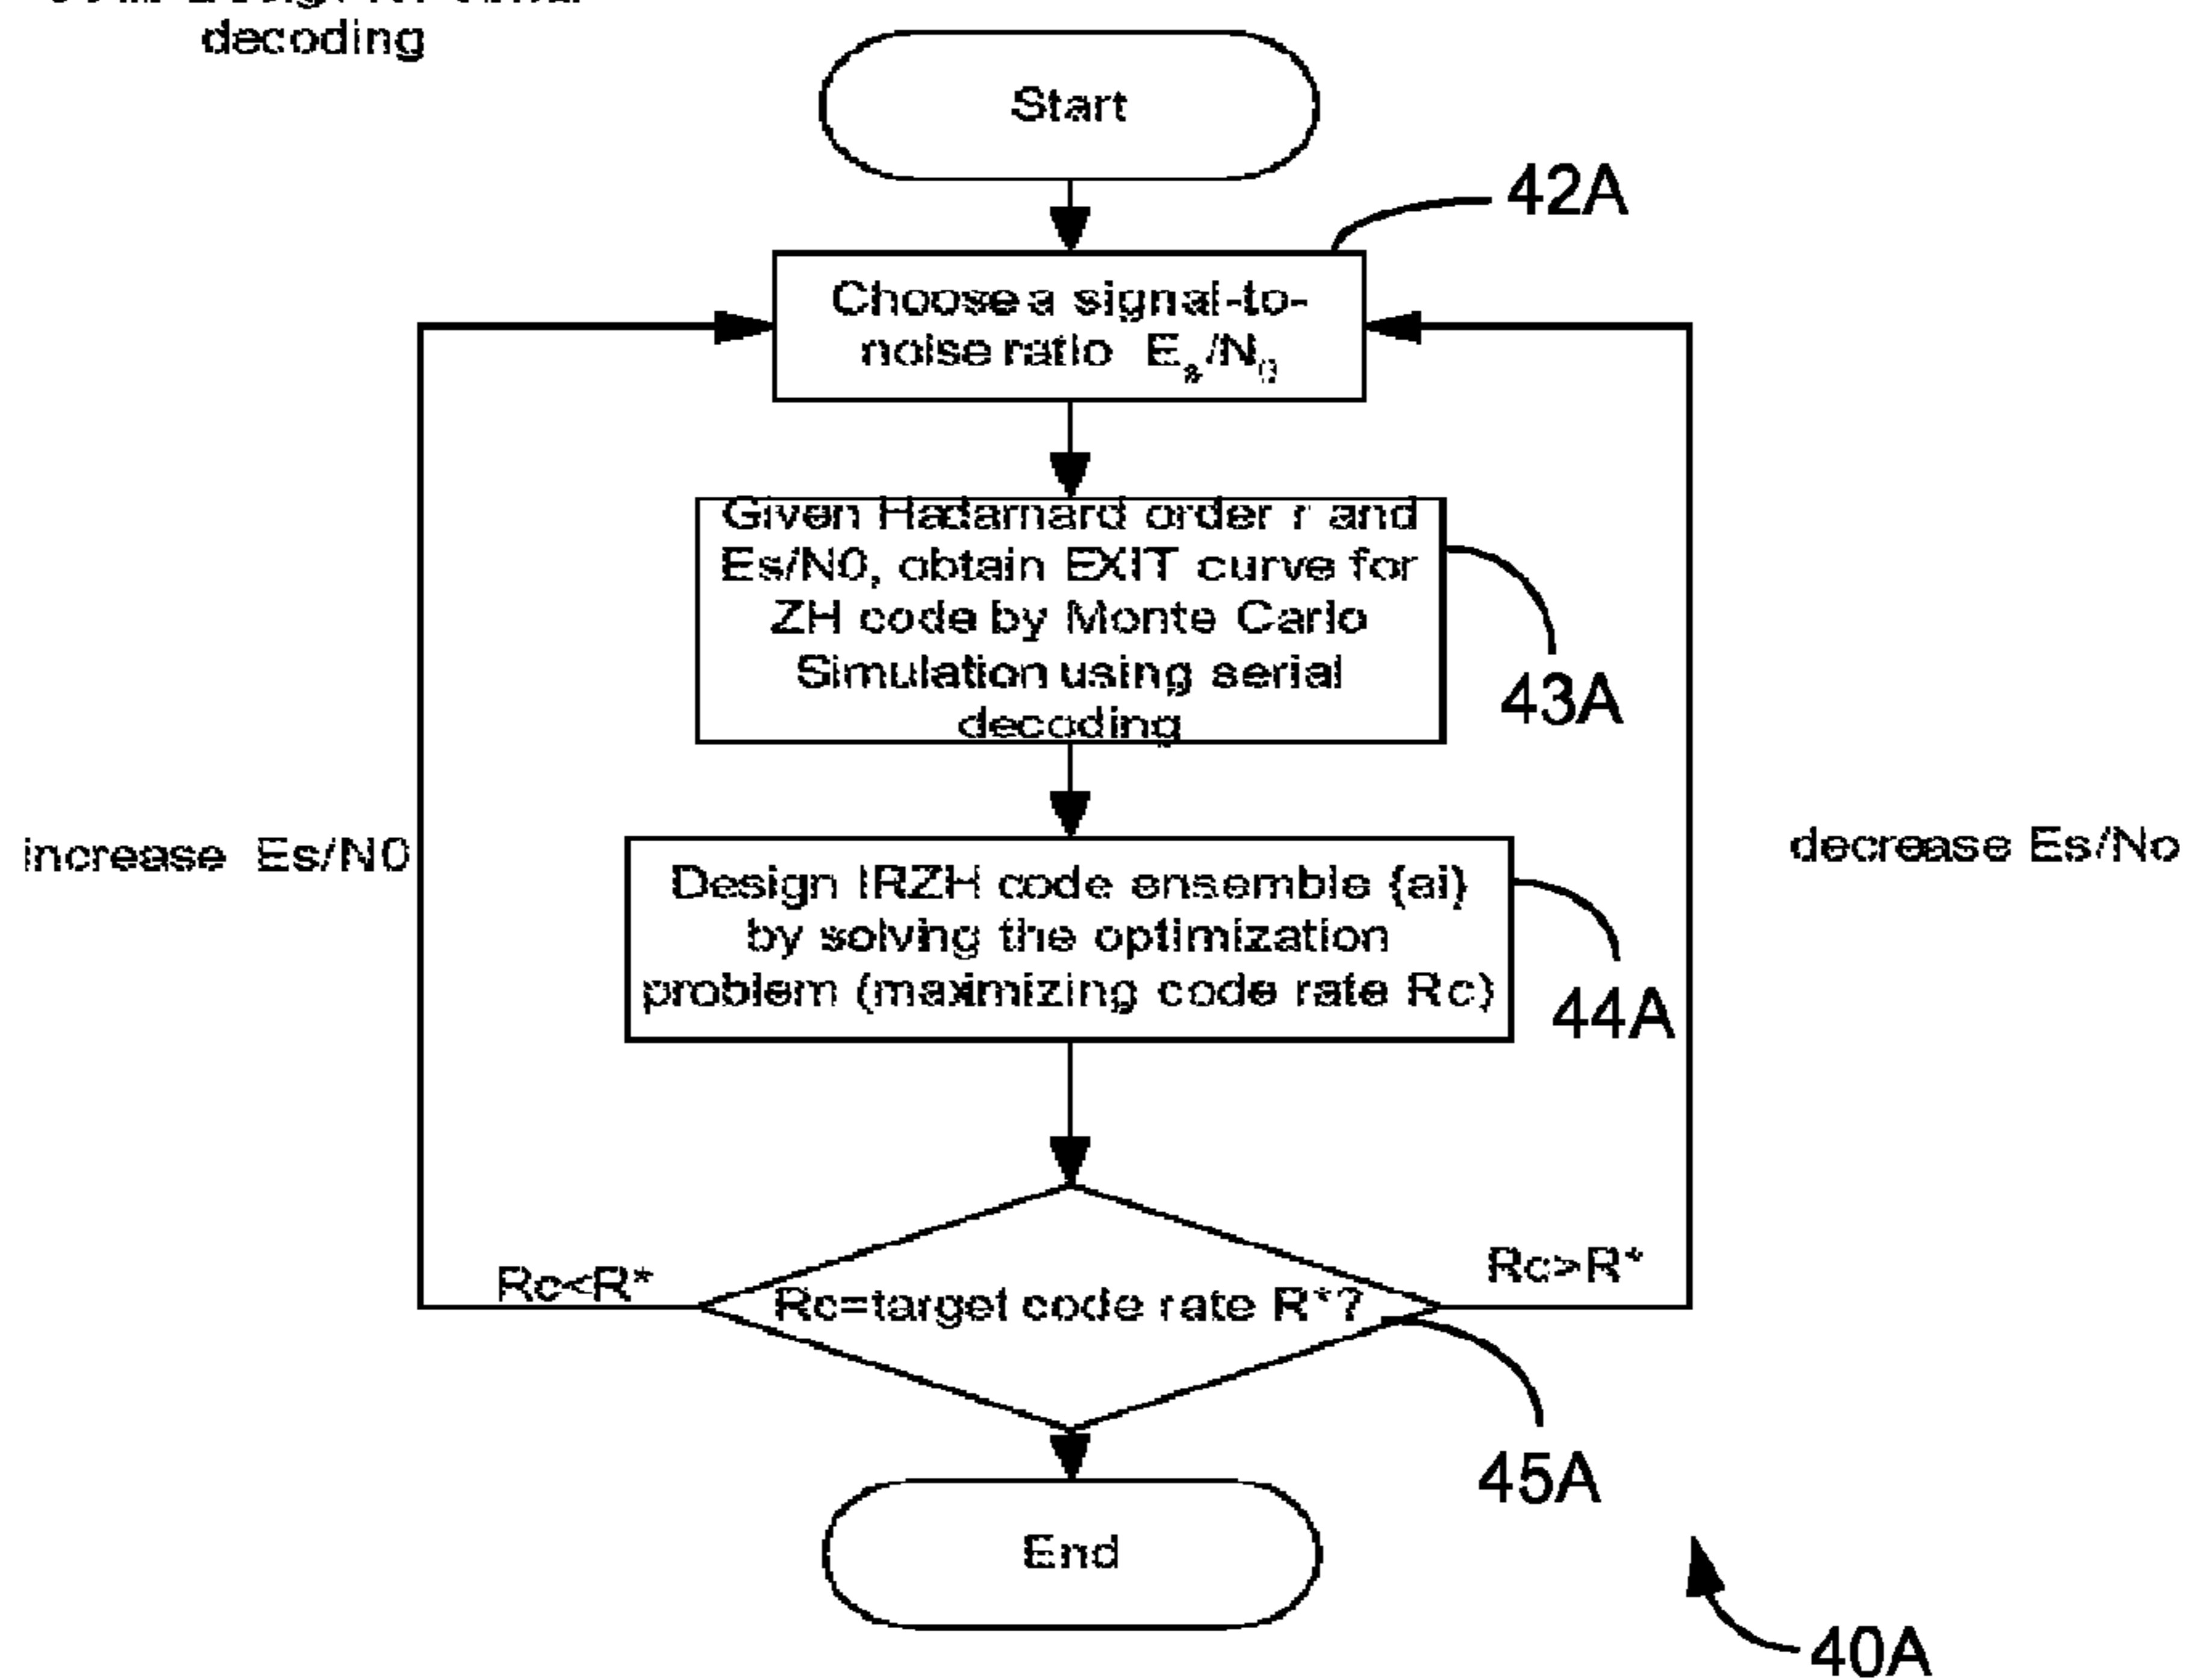 decoding
Start
42A
Choose a signal-to-
noise ratio Es/N0
Given Hadamard order r and
Es/N0, obtain EXIT curve for
ZH code by Monte Carlo
Simulation using serial
decoding
43A
increase Es/N0
decrease Es/No
Design IRZH code ensemble (ai)
by solving the optimization
problem (maximizing code rate Rc)
44A
Rc<R*
Rc>R*
Rc=target code rate R*?
45A
End
40A